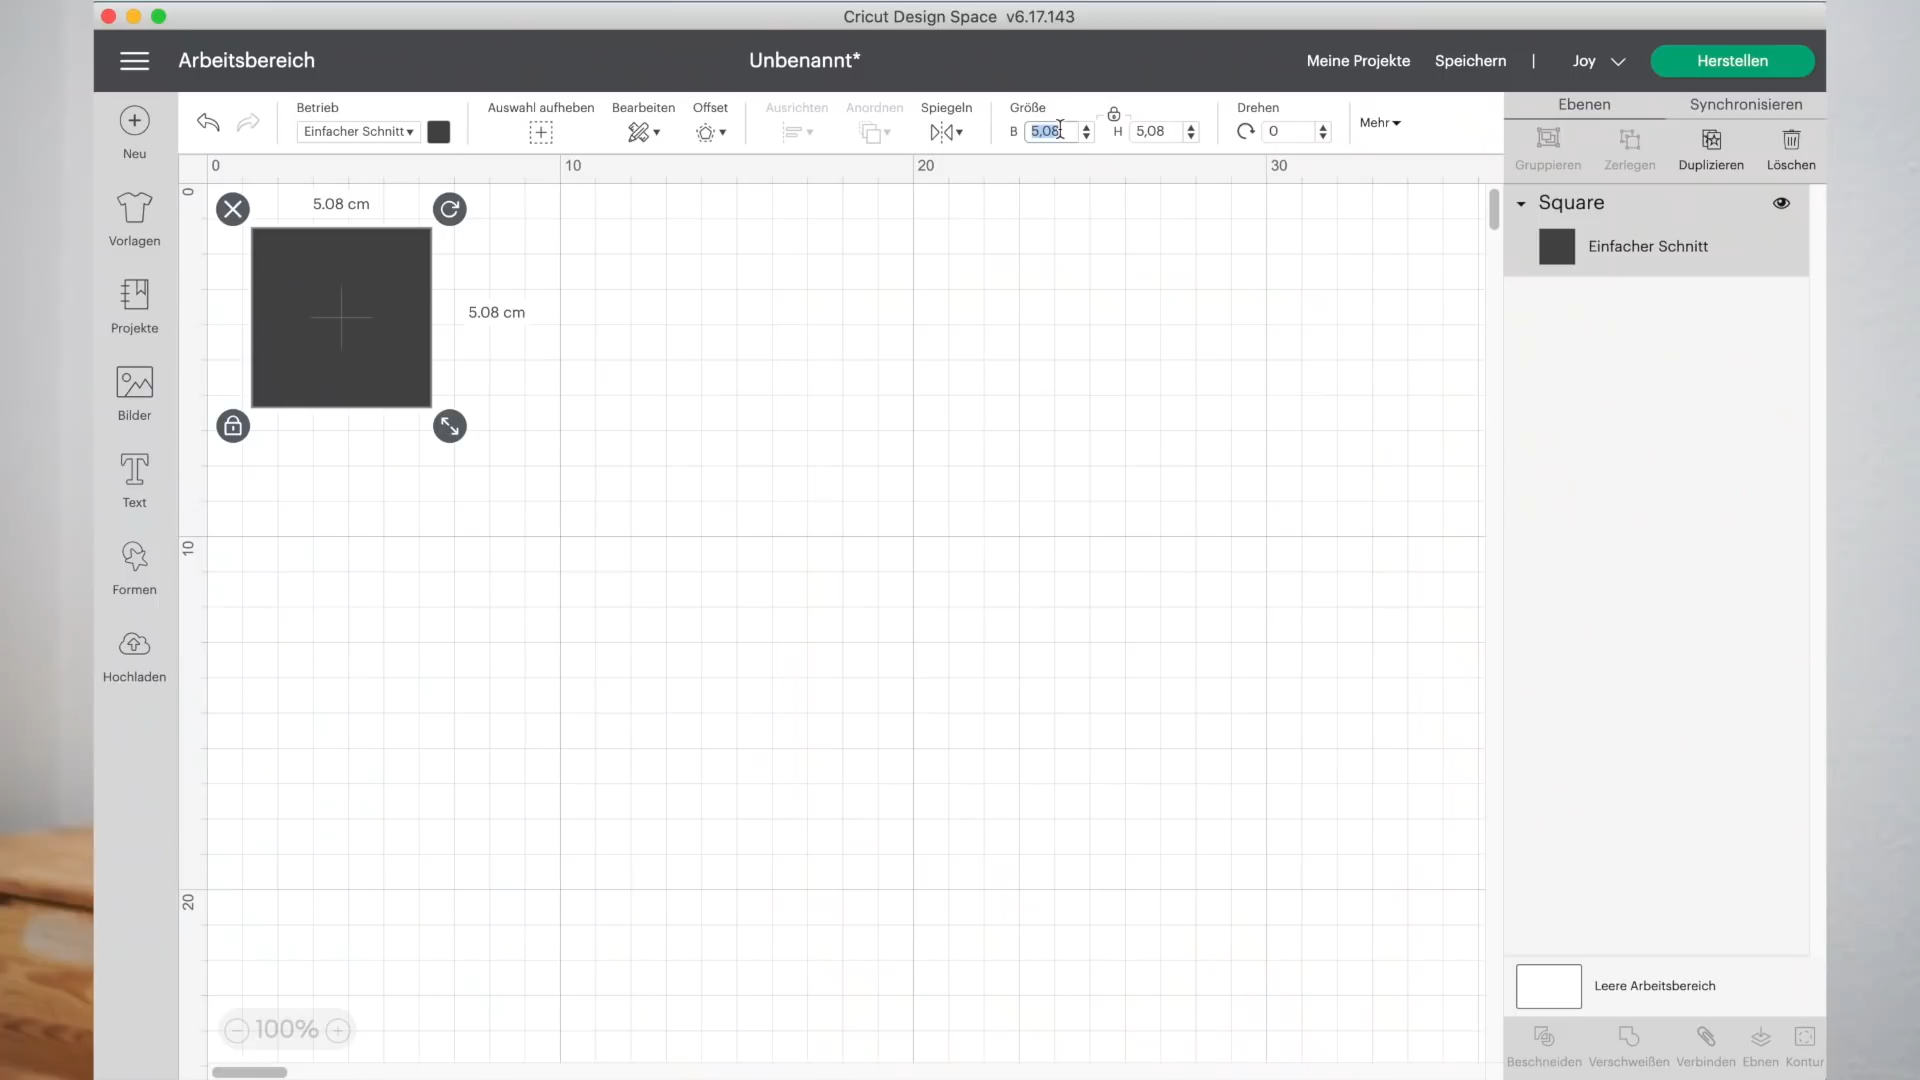 Cricut Design Space v6.17.143
Arbeitsbereich
Unbenannt*
Meine Projekte
Speichern
|
Joy
Herstellen
Neu
Vorlagen
Projekte
Bilder
Text
Formen
Hochladen
Betrieb
Einfacher Schnitt
Auswahl aufheben
Bearbeiten
Offset
Ausrichten
Anordnen
Spiegeln
Größe
B 5,08
H 5,08
Drehen
0
Mehr
0 10 20 30
0
10
20
5.08 cm
5.08 cm
100%
Ebenen
Synchronisieren
Gruppieren
Zerlegen
Duplizieren
Löschen
Square
Einfacher Schnitt
Leere Arbeitsbereich
Beschneiden
Verschweißen
Verbinden
Ebnen
Kontur